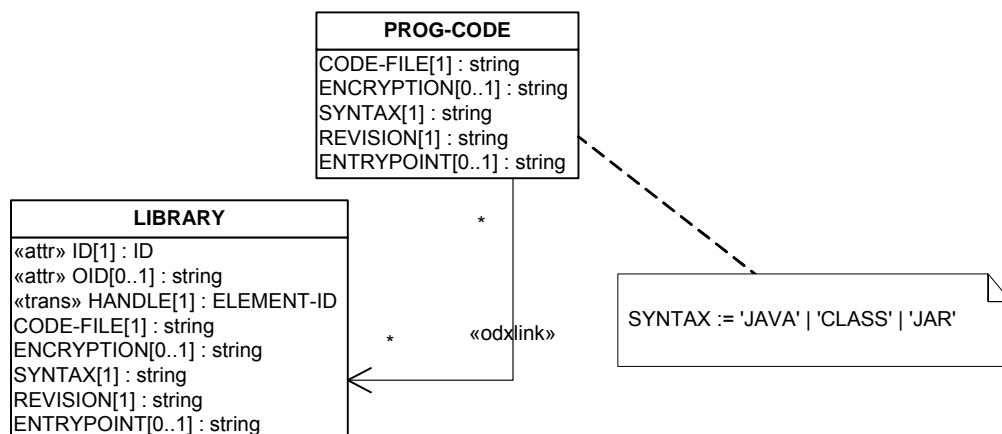 PROG-CODE
CODE-FILE[1] : string
ENCRYPTION[0..1] : string
SYNTAX[1] : string
REVISION[1] : string
ENTRYPOINT[0..1] : string
LIBRARY
«attr» ID[1] : ID
«attr» OID[0..1] : string
«trans» HANDLE[1] : ELEMENT-ID
CODE-FILE[1] : string
ENCRYPTION[0..1] : string
SYNTAX[1] : string
REVISION[1] : string
ENTRYPOINT[0..1] : string
*
*
«odxlink»
SYNTAX := 'JAVA' | 'CLASS' | 'JAR'